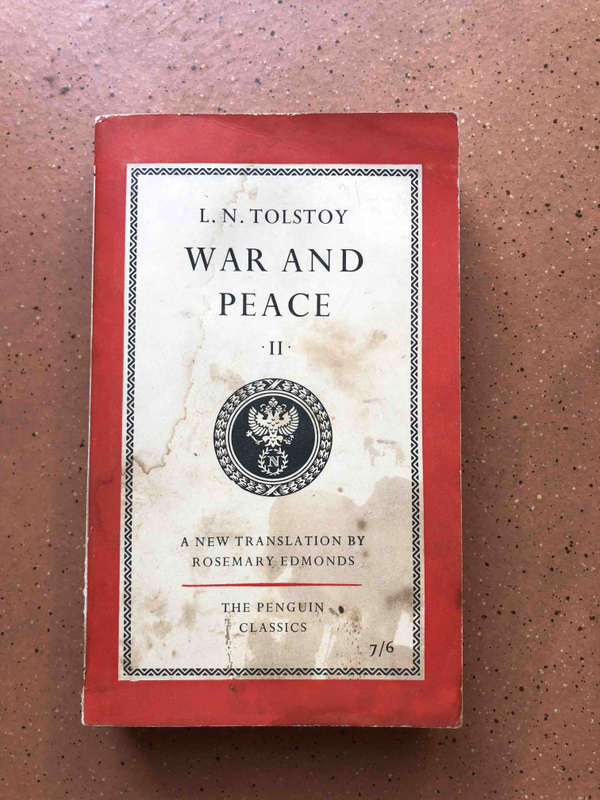 L. N. TOLSTOY
WAR AND
PEACE
·II·
N
A NEW TRANSLATION BY
ROSEMARY EDMONDS
THE PENGUIN
CLASSICS
7/6